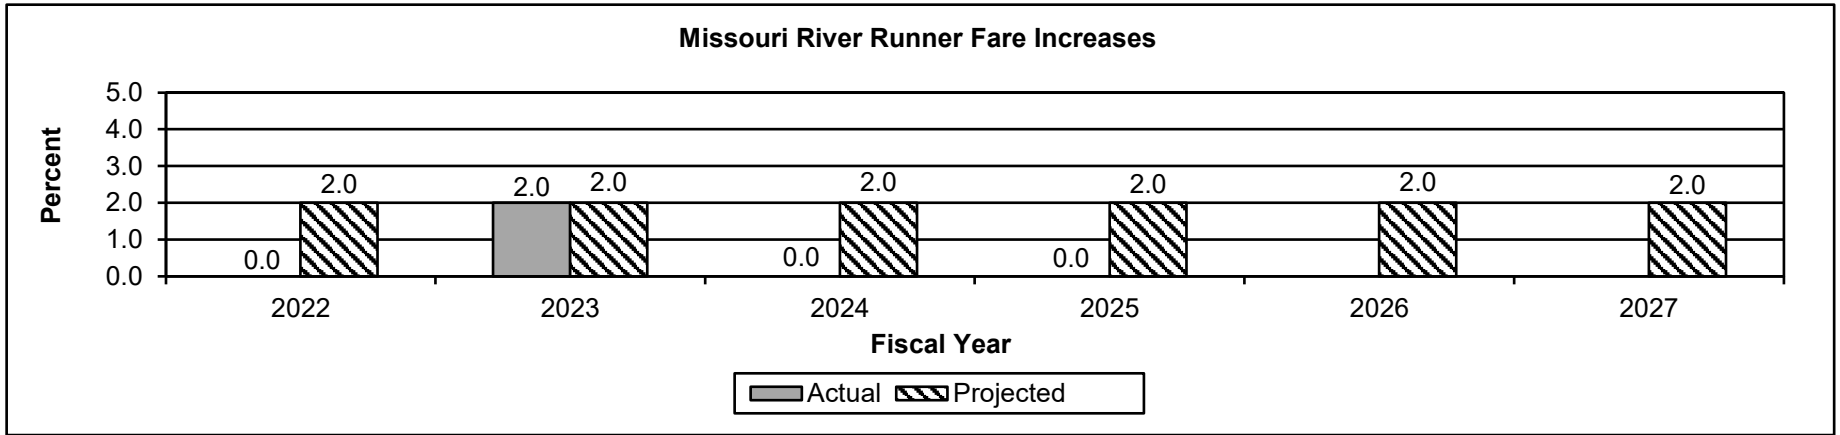 Missouri River Runner Fare Increases
Percent
5.0
4.0
3.0
2.0
1.0
0.0
0.0 2.0 2.0 2.0 0.0 2.0 0.0 2.0 2.0 2.0
2022 2023 2024 2025 2026 2027
Fiscal Year
Actual Projected